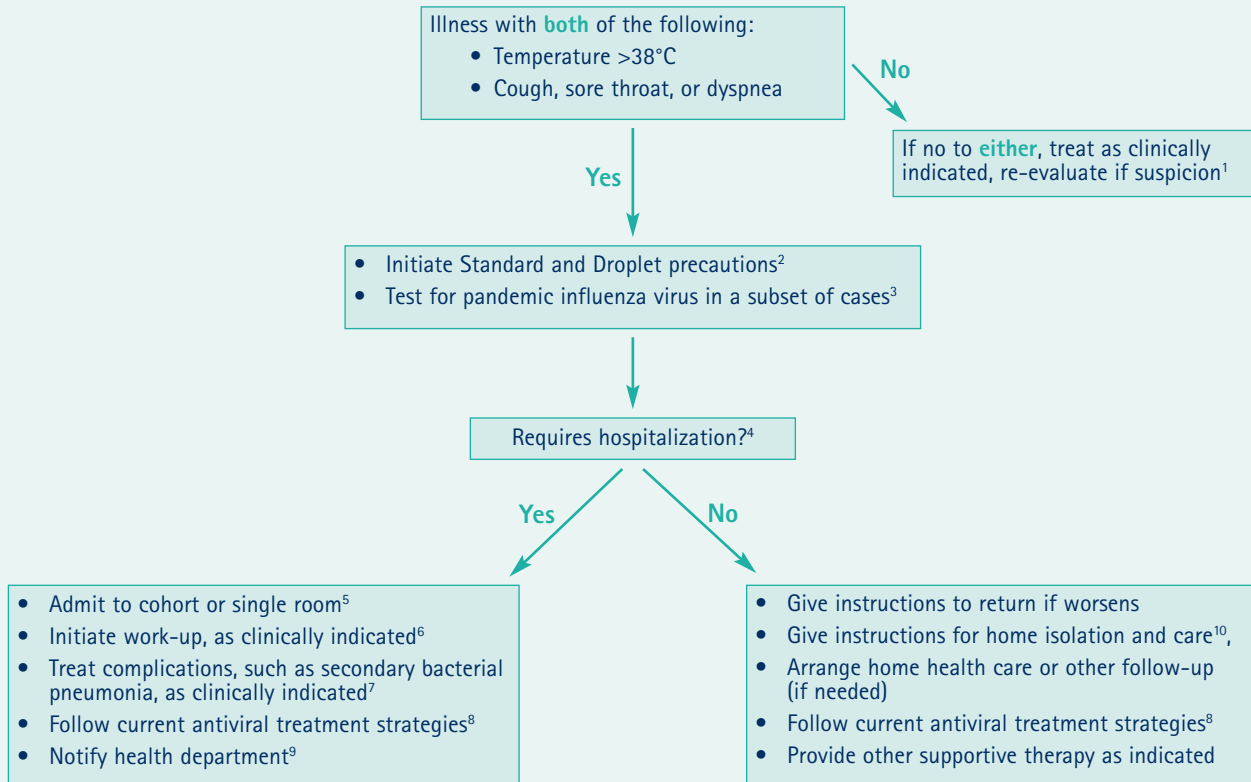 Illness with both of the following:
• Temperature >38°C
• Cough, sore throat, or dyspnea
No
If no to either, treat as clinically
indicated, re-evaluate if suspicion¹
Yes
• Initiate Standard and Droplet precautions²
• Test for pandemic influenza virus in a subset of cases³
Requires hospitalization?⁴
Yes
No
• Admit to cohort or single room⁵
• Initiate work-up, as clinically indicated⁶
• Treat complications, such as secondary bacterial
pneumonia, as clinically indicated⁷
• Follow current antiviral treatment strategies⁸
• Notify health department⁹
• Give instructions to return if worsens
• Give instructions for home isolation and care¹⁰,
• Arrange home health care or other follow-up
(if needed)
• Follow current antiviral treatment strategies⁸
• Provide other supportive therapy as indicated